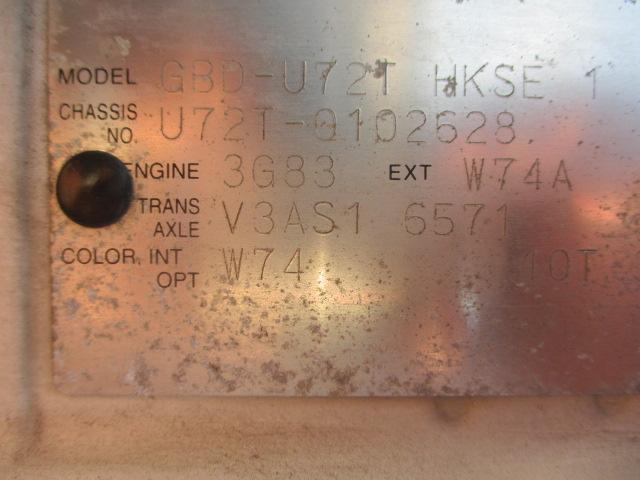 MODEL GBD-U72T HKSE 1
CHASSIS NO. U72T-0102628
ENGINE 3G83 EXT W74A
TRANS AXLE V3AS1 6571
COLOR, INT OPT W74 10T